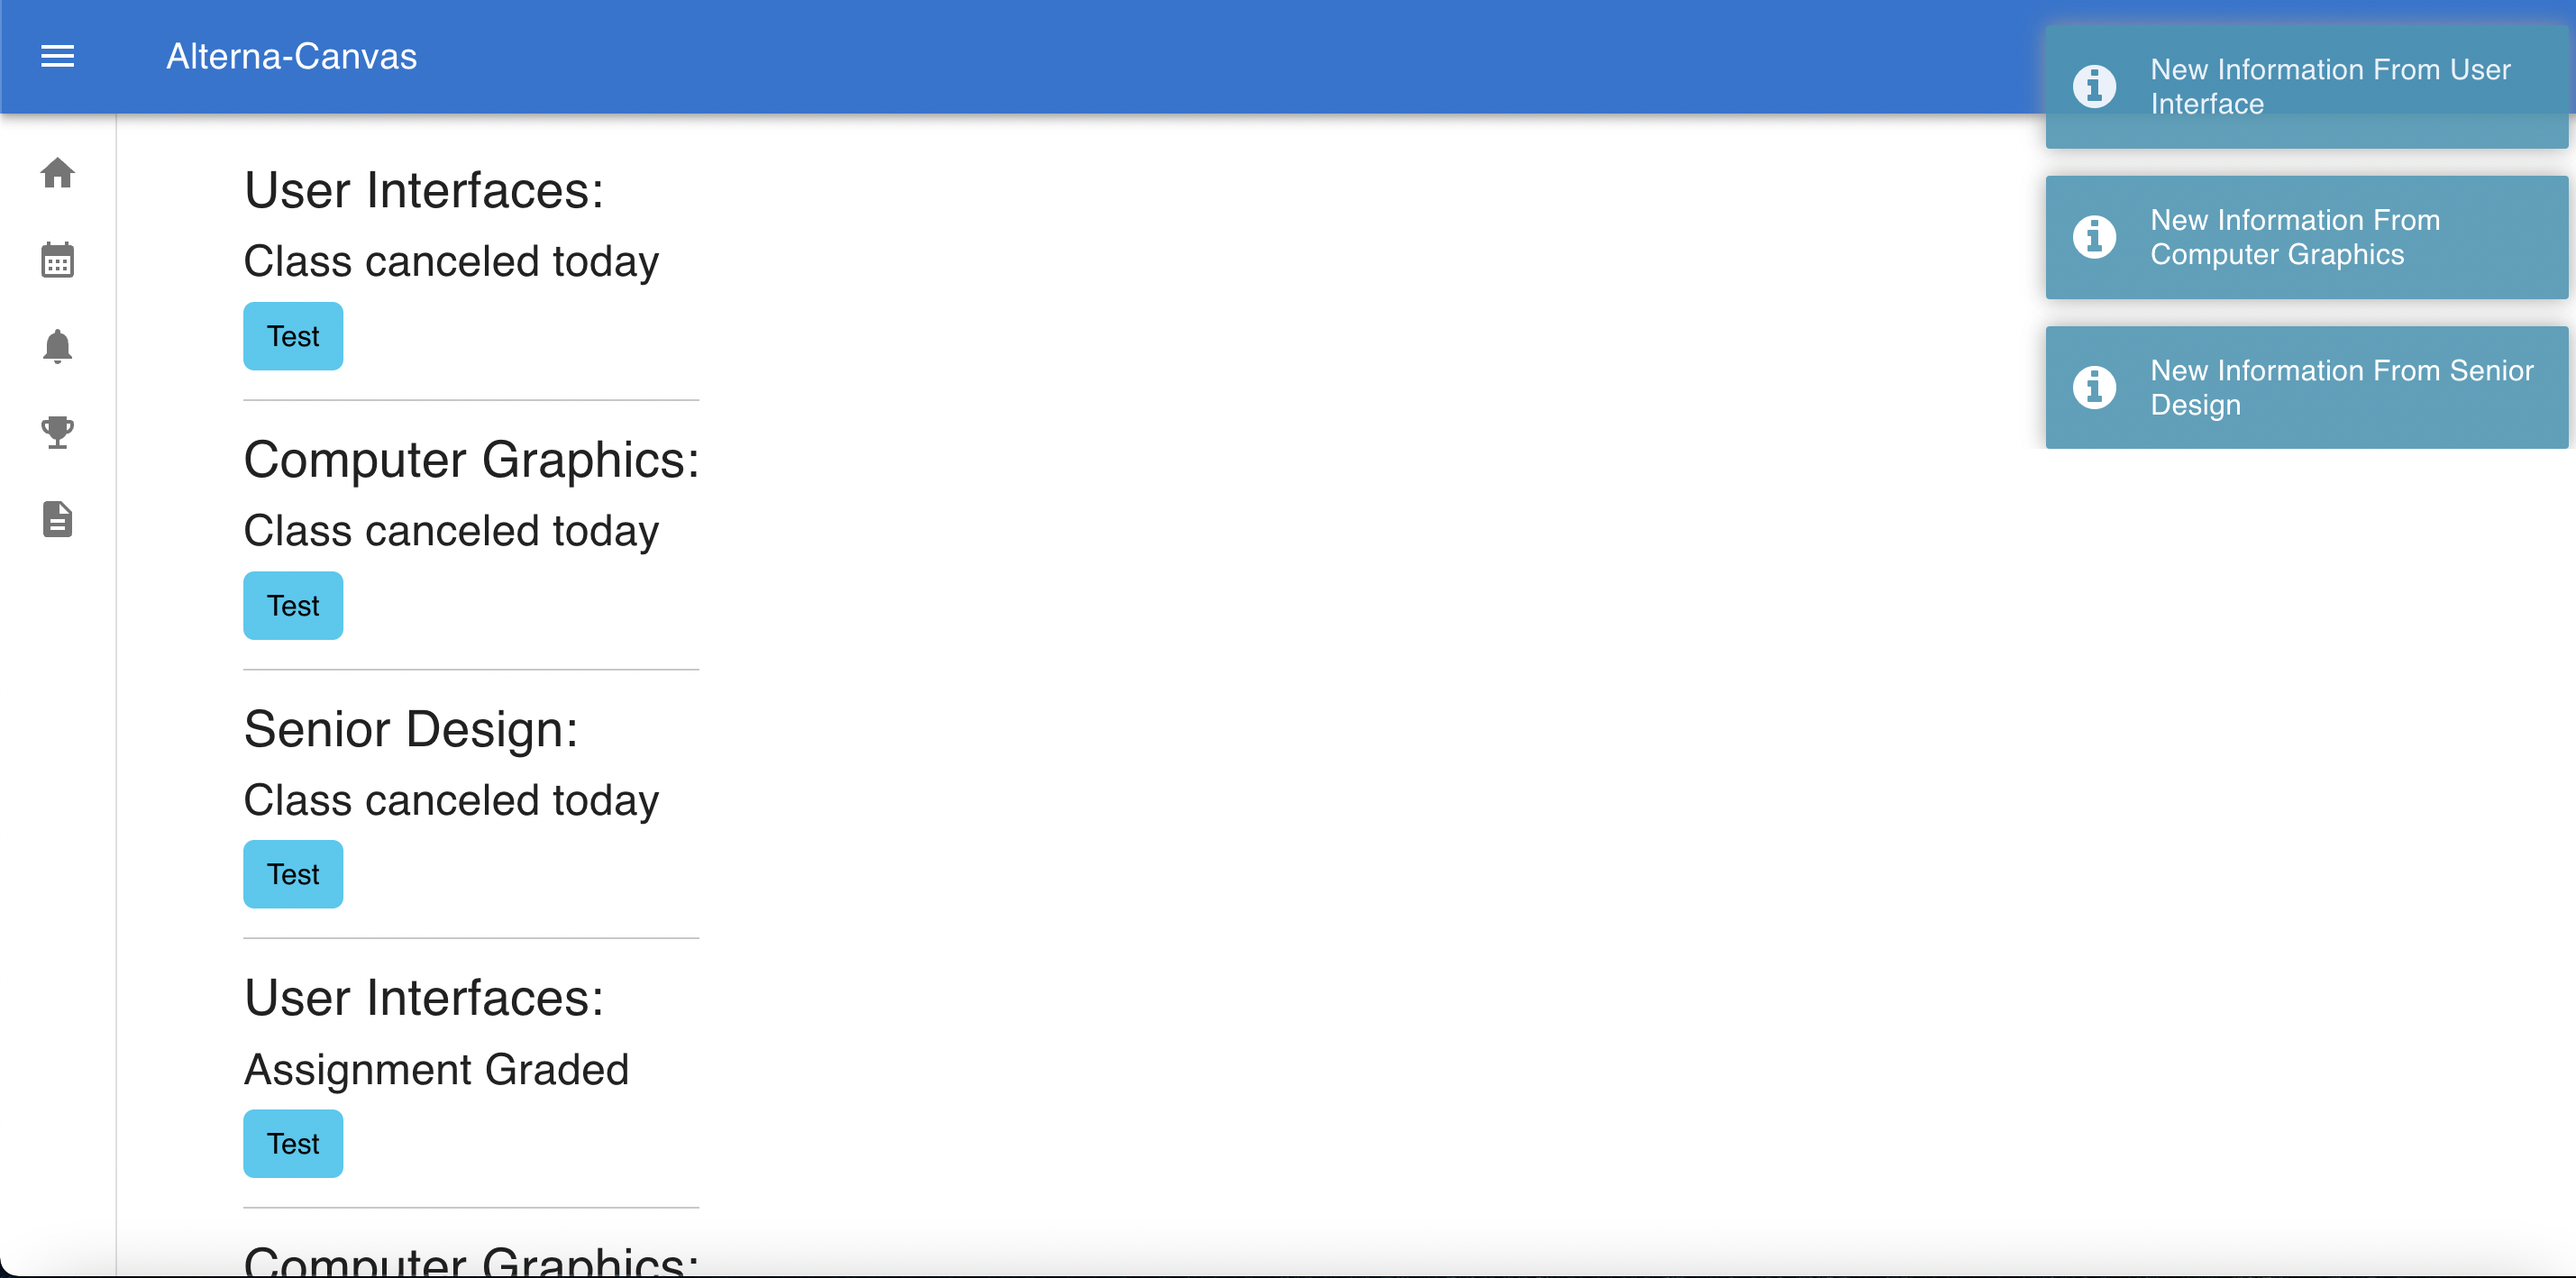 Alterna-Canvas
User Interfaces:
Class canceled today
Test
Computer Graphics:
Class canceled today
Test
Senior Design:
Class canceled today
Test
User Interfaces:
Assignment Graded
Test
Computer Graphics:
New Information From User
Interface
New Information From
Computer Graphics
New Information From Senior
Design